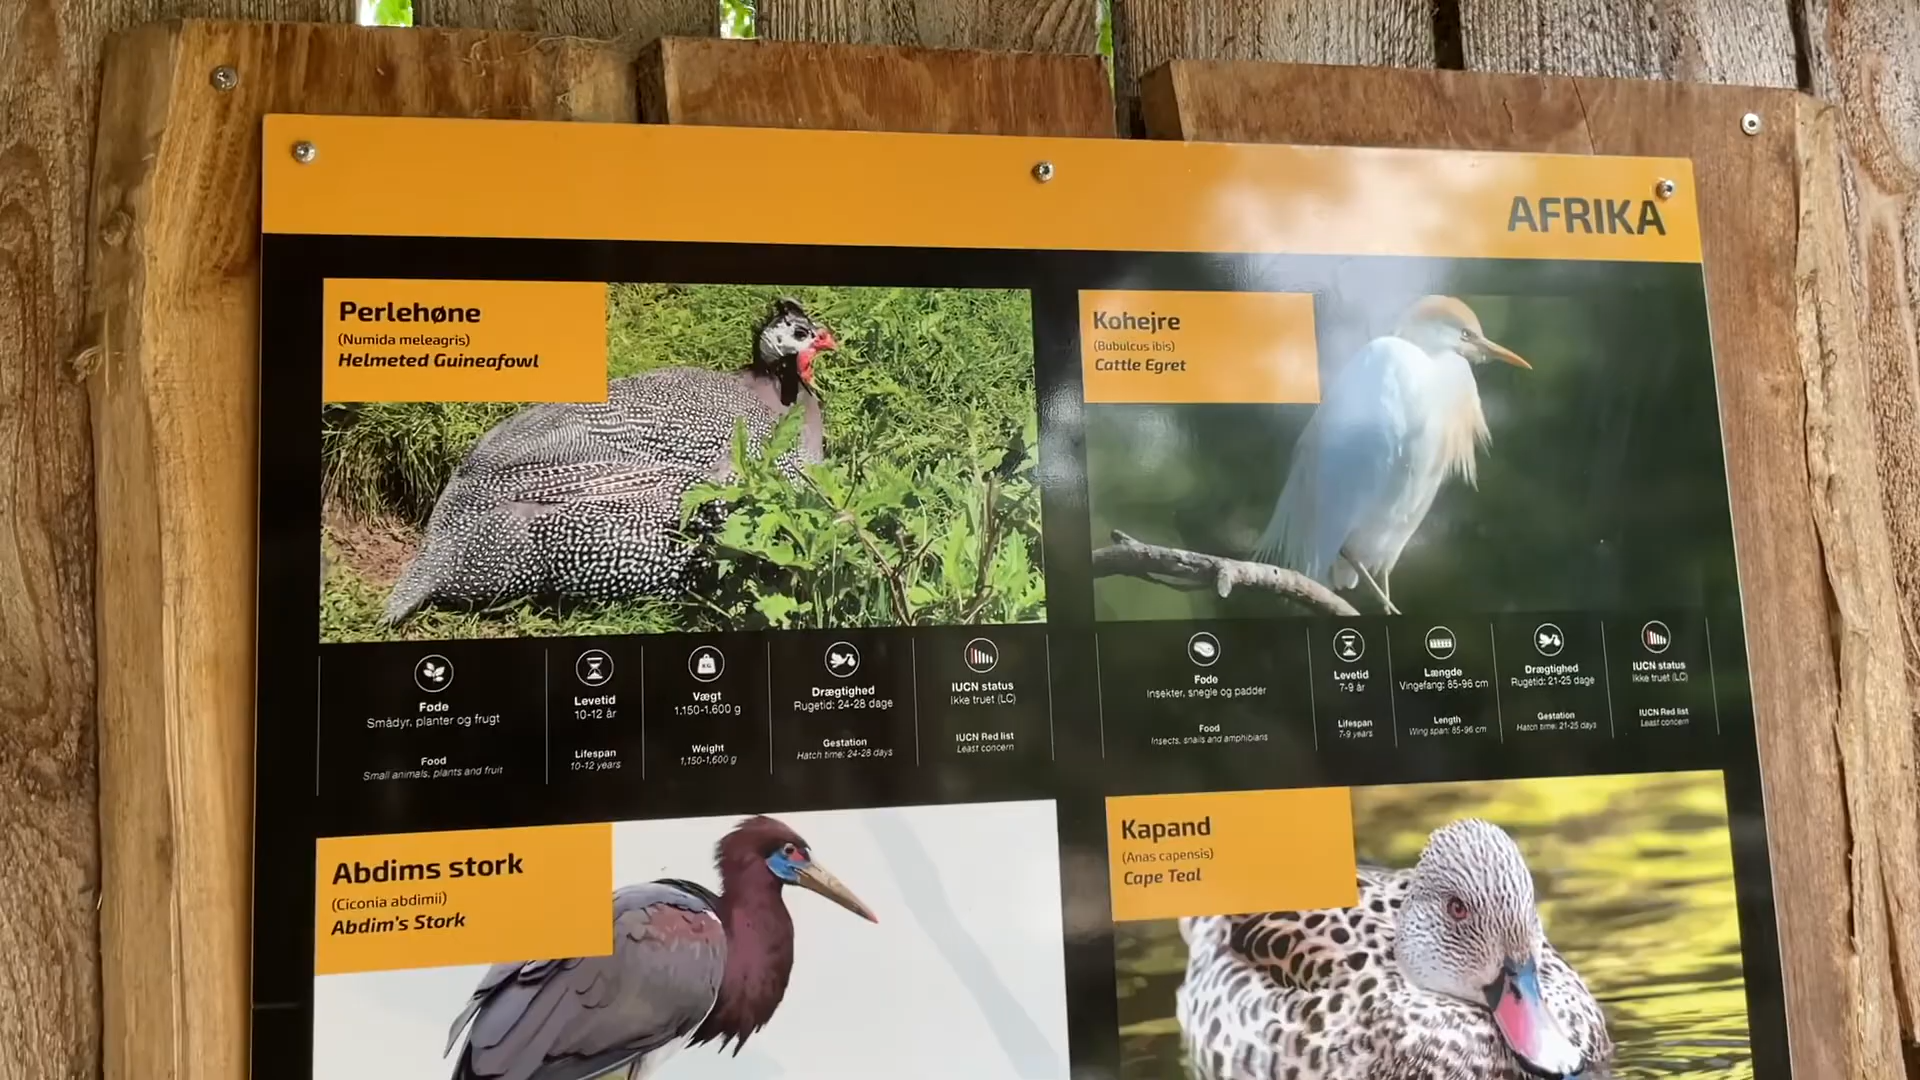 AFRIKA
Perlehøne
(Numida meleagris)
Helmeted Guineafowl
Føde
Smådyr, planter og frugt
Food
Small animals, plants and fruit
Levetid
10-12 år
Lifespan
10-12 years
KG
Vægt
1.150-1.600 g
Weight
1,150-1,600 g
Drægtighed
Rugetid: 24-28 dage
Gestation
Hatch time: 24-28 days
IUCN status
Ikke truet (LC)
IUCN Red list
Least concern
Kohejre
(Bubulcus ibis)
Cattle Egret
Føde
Insekter, snegle og padder
Food
Insects, snails and amphibians
Levetid
7-9 år
Lifespan
7-9 years
Længde
Vingefang: 85-96 cm
Length
Wing span: 85-96 cm
Drægtighed
Rugetid: 21-25 dage
Gestation
Hatch time: 21-25 days
IUCN status
Ikke truet (LC)
IUCN Red list
Least concern
Abdims stork
(Ciconia abdimii)
Abdim's Stork
Kapand
(Anas capensis)
Cape Teal